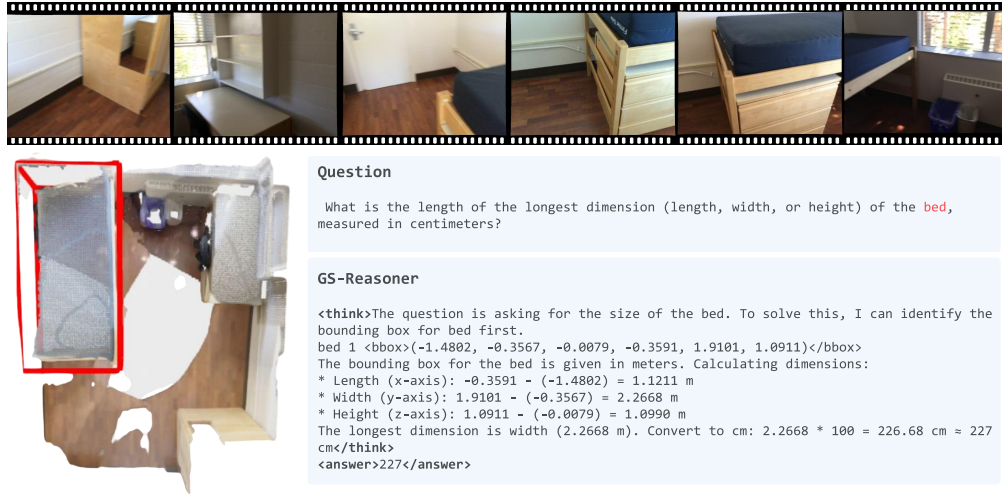 Question
What is the length of the longest dimension (length, width, or height) of the bed,
measured in centimeters?
GS-Reasoner
<think>The question is asking for the size of the bed. To solve this, I can identify the
bounding box for bed first.
bed 1 <bbox>(-1.4802, -0.3567, -0.0079, -0.3591, 1.9101, 1.0911)</bbox>
The bounding box for the bed is given in meters. Calculating dimensions:
* Length (x-axis): -0.3591 - (-1.4802) = 1.1211 m
* Width (y-axis): 1.9101 - (-0.3567) = 2.2668 m
* Height (z-axis): 1.0911 - (-0.0079) = 1.0990 m
The longest dimension is width (2.2668 m). Convert to cm: 2.2668 * 100 = 226.68 cm ≈ 227
cm</think>
<answer>227</answer>